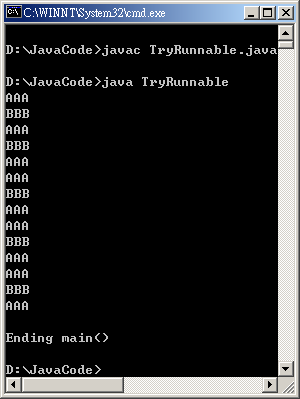 C:\WINNT\System32\cmd.exe
D:\JavaCode>javac TryRunnable.java
D:\JavaCode>java TryRunnable
AAA
BBB
AAA
BBB
AAA
AAA
BBB
AAA
AAA
BBB
AAA
AAA
BBB
AAA
Ending main()
D:\JavaCode>